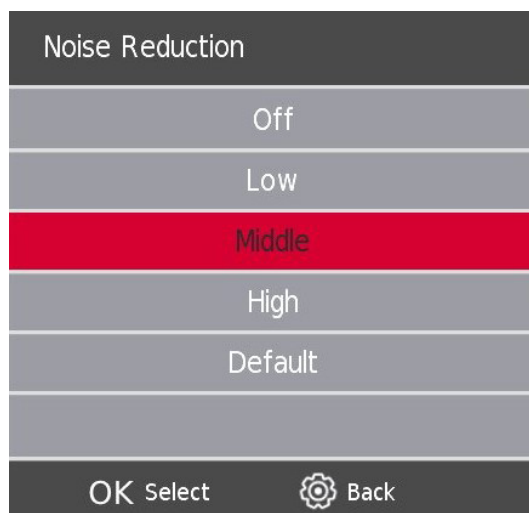 Noise Reduction
Off
Low
Middle
High
Default
OK Select Back